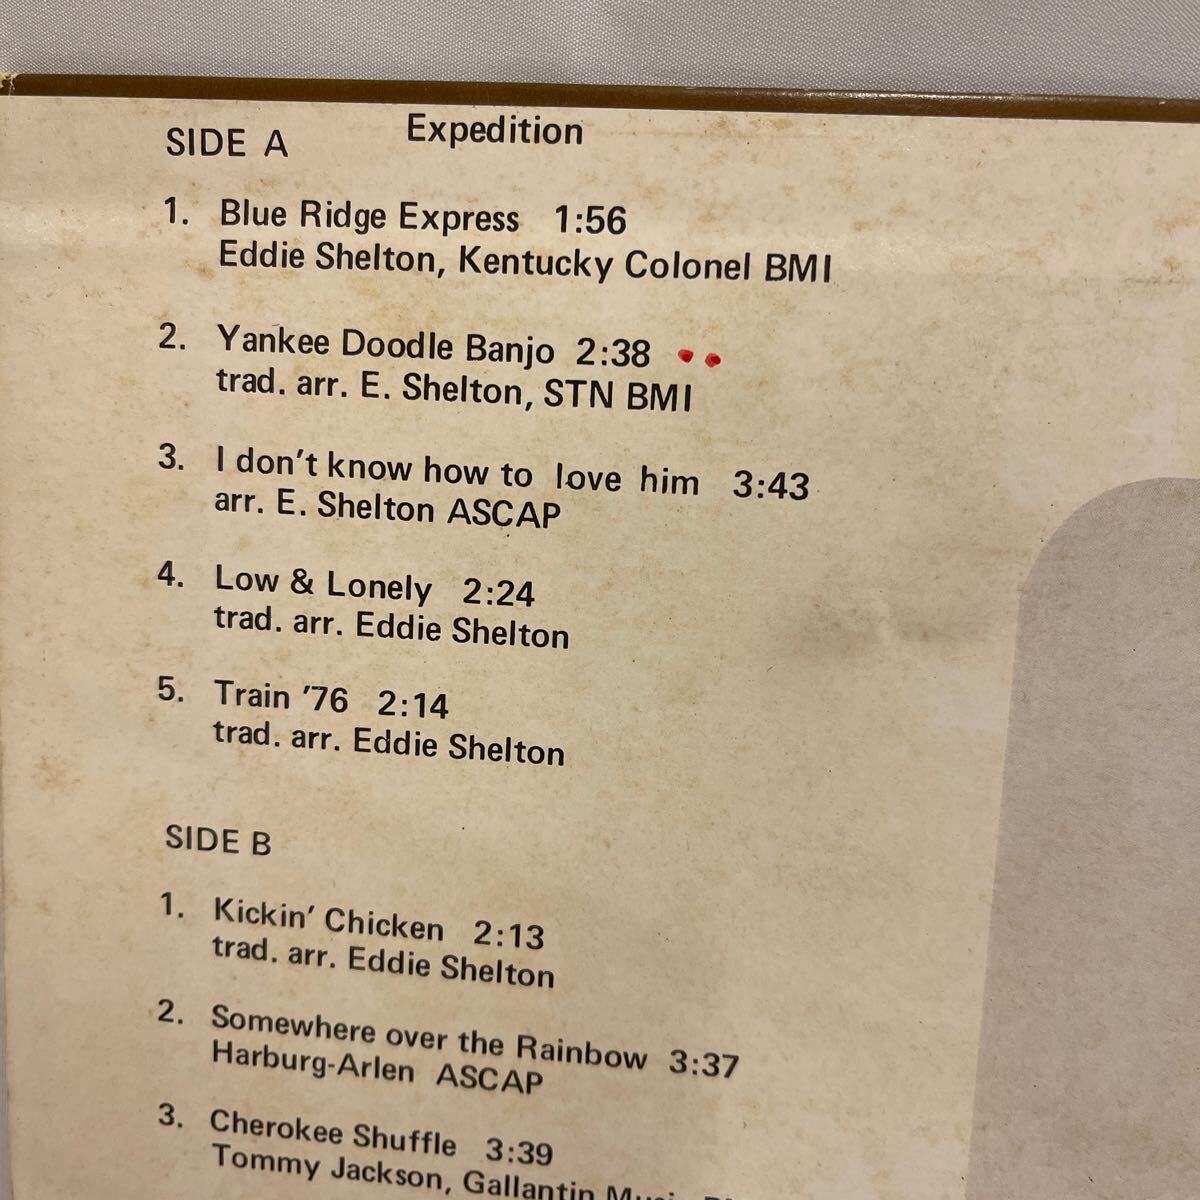 SIDE A Expedition
1. Blue Ridge Express 1:56
Eddie Shelton, Kentucky Colonel BMI
2. Yankee Doodle Banjo 2:38
trad. arr. E. Shelton, STN BMI
3. I don't know how to love him 3:43
arr. E. Shelton ASCAP
4. Low & Lonely 2:24
trad. arr. Eddie Shelton
5. Train '76 2:14
trad. arr. Eddie Shelton
SIDE B
1. Kickin' Chicken 2:13
trad. arr. Eddie Shelton
2. Somewhere over the Rainbow 3:37
Harburg-Arlen ASCAP
3. Cherokee Shuffle 3:39
Tommy Jackson, Gallantin